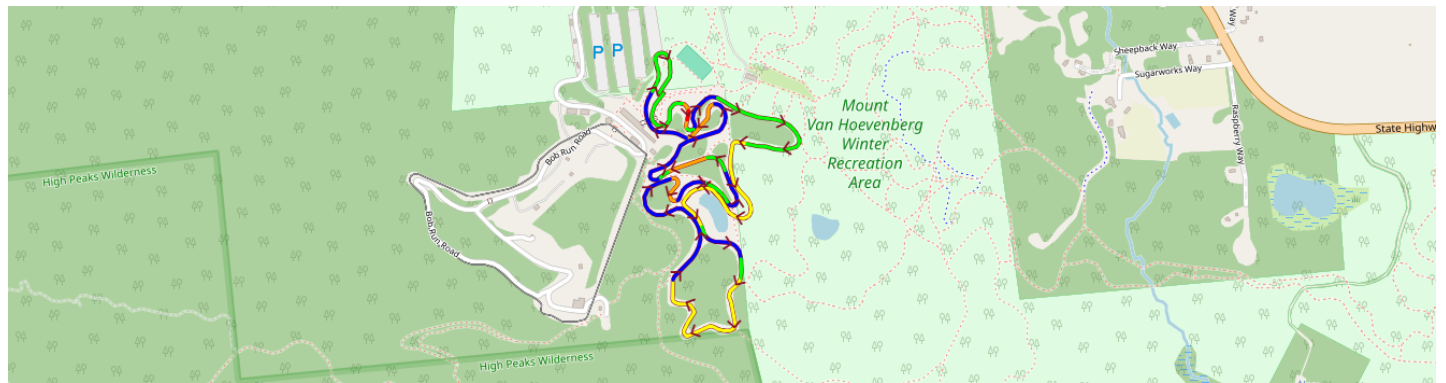 Way
Sheepback Way
P P
Sugarworks Way
Mount
Van Hoevenberg
Winter
Recreation
Area
State Highw
Raspberry Way
Bob Run Road
High Peaks Wilderness
Bob Run Road
High Peaks Wilderness